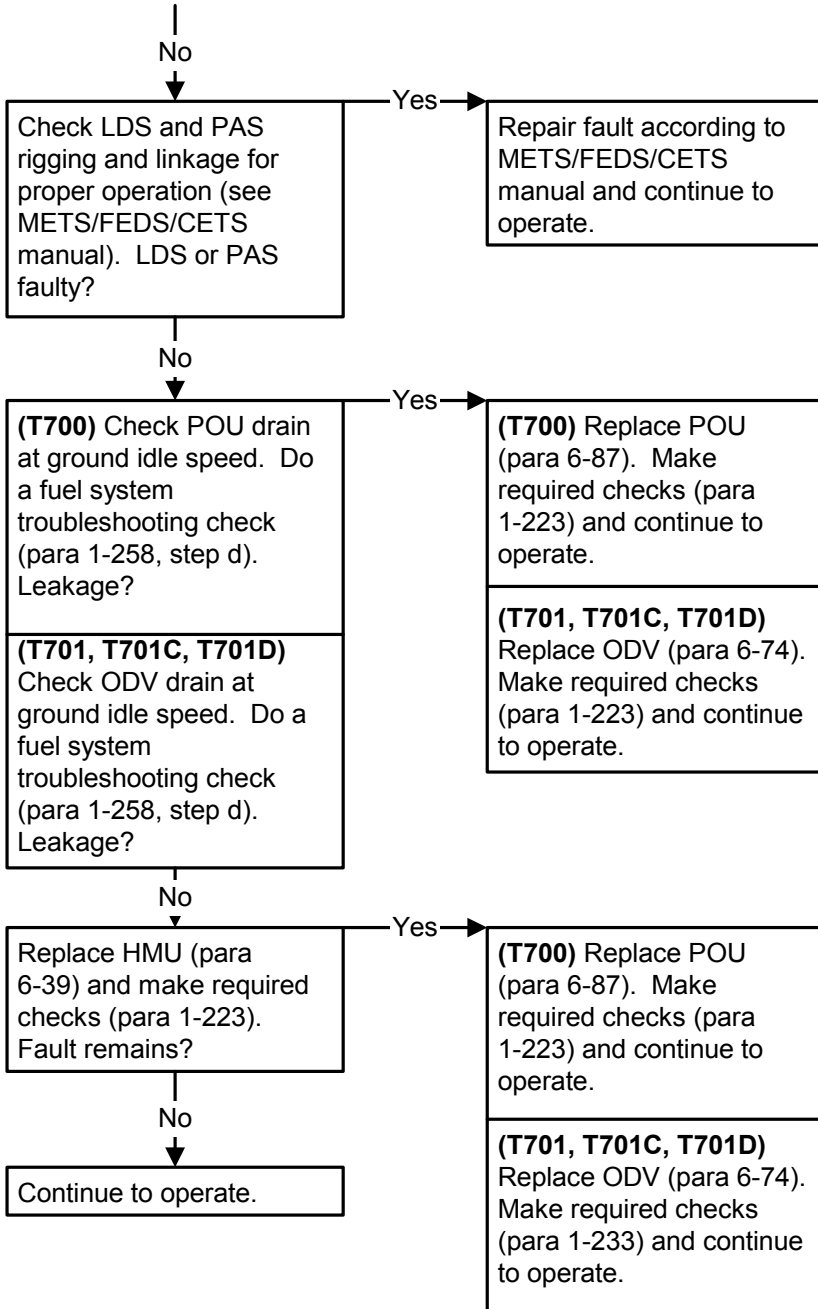 No
Check LDS and PAS
rigging and linkage for
proper operation (see
METS/FEDS/CETS
manual).  LDS or PAS
faulty?
Yes
Repair fault according to
METS/FEDS/CETS
manual and continue to
operate.
No
(T700) Check POU drain
at ground idle speed.  Do
a fuel system
troubleshooting check
(para 1-258, step d).
Leakage?
(T701, T701C, T701D)
Check ODV drain at
ground idle speed.  Do a
fuel system
troubleshooting check
(para 1-258, step d).
Leakage?
Yes
(T700) Replace POU
(para 6-87).  Make
required checks (para
1-223) and continue to
operate.
(T701, T701C, T701D)
Replace ODV (para 6-74).
Make required checks
(para 1-223) and continue
to operate.
No
Replace HMU (para
6-39) and make required
checks (para 1-223).
Fault remains?
Yes
(T700) Replace POU
(para 6-87).  Make
required checks (para
1-223) and continue to
operate.
(T701, T701C, T701D)
Replace ODV (para 6-74).
Make required checks
(para 1-233) and continue
to operate.
No
Continue to operate.